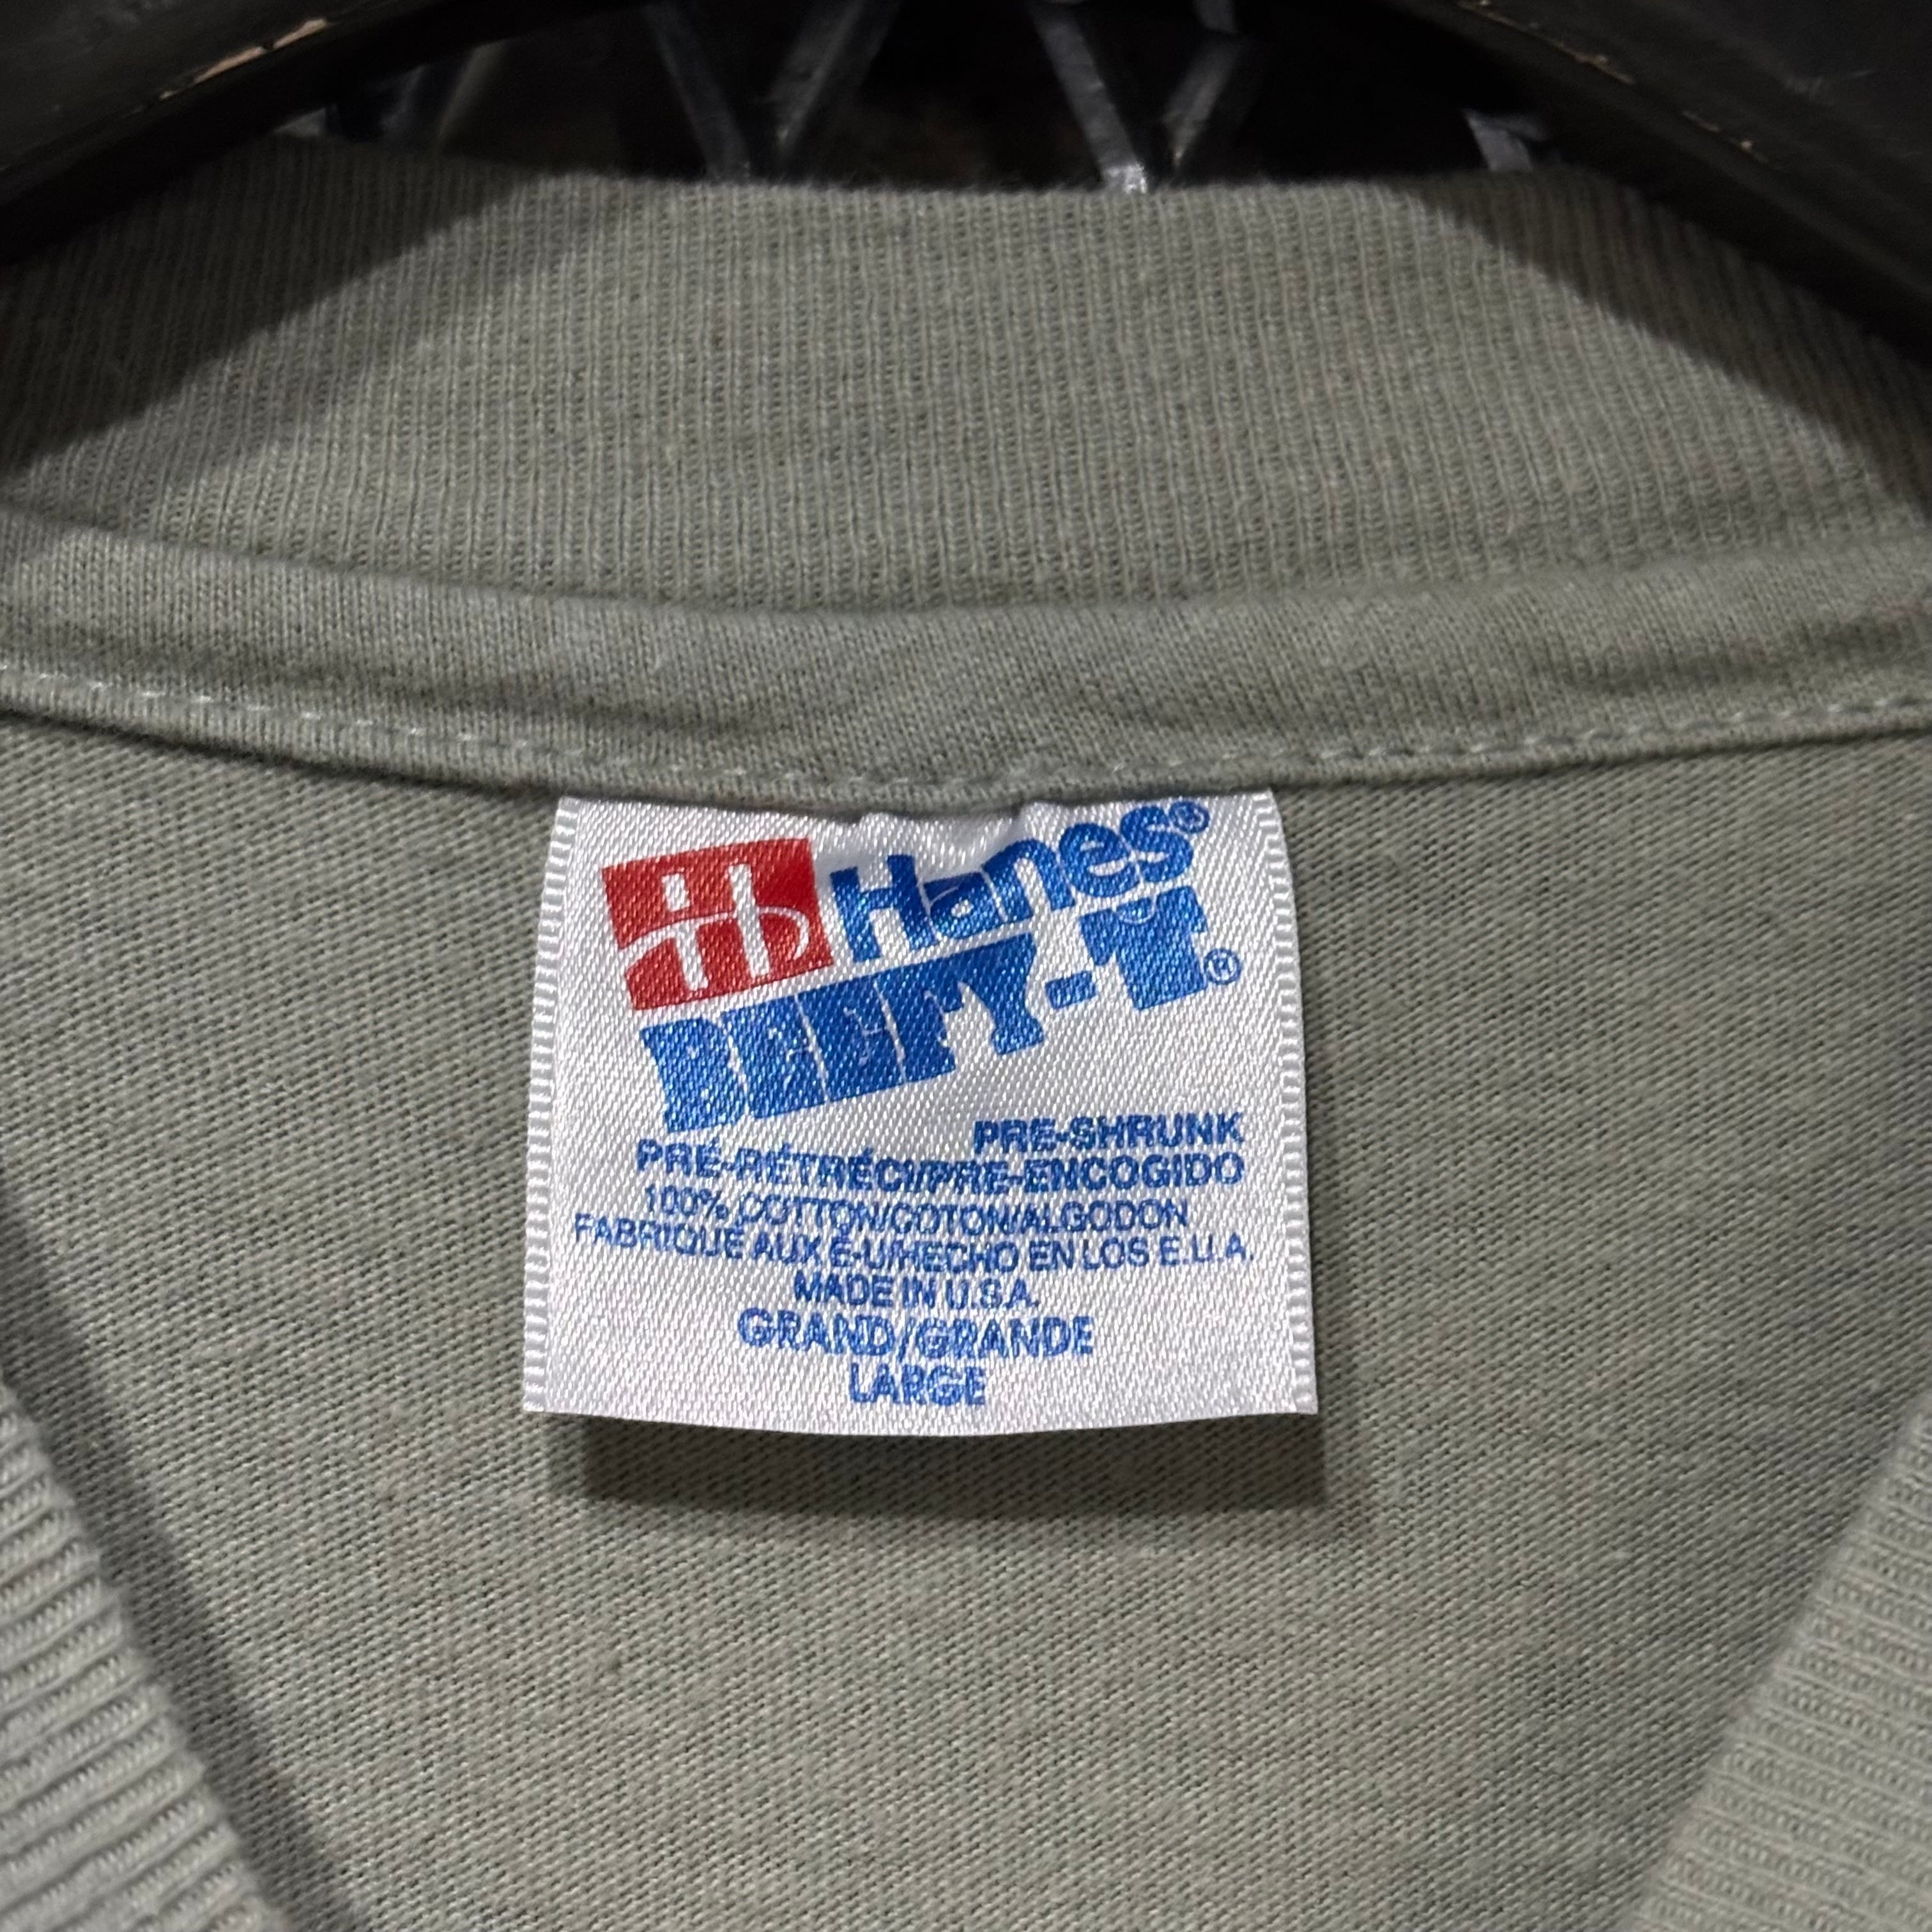 Hanes®
BEEFY-T®
PRE-SHRUNK
PRÉ-RÉTRÉCI/PRE-ENCOGIDO
100% COTTON/COTON/ALGODON
FABRIQUÉ AUX É-U/HECHO EN LOS E.U.A.
MADE IN U.S.A.
GRAND/GRANDE
LARGE